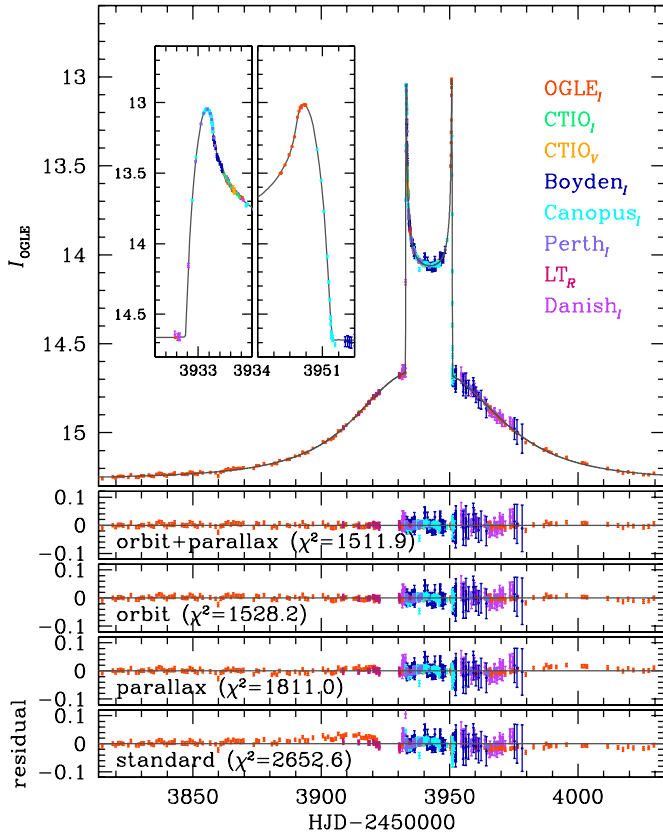 13
13.5
14
14.5
15
I_OGLE
13
13.5
14
14.5
3933
3934
3951
OGLE_I
CTIO_I
CTIO_V
Boyden_I
Canopus_I
Perth_I
LT_R
Danish_I
0.1
0
−0.1
orbit+parallax (χ²=1511.9)
0.1
0
−0.1
orbit (χ²=1528.2)
0.1
0
−0.1
parallax (χ²=1811.0)
0.1
0
−0.1
standard (χ²=2652.6)
residual
3850
3900
3950
4000
HJD−2450000